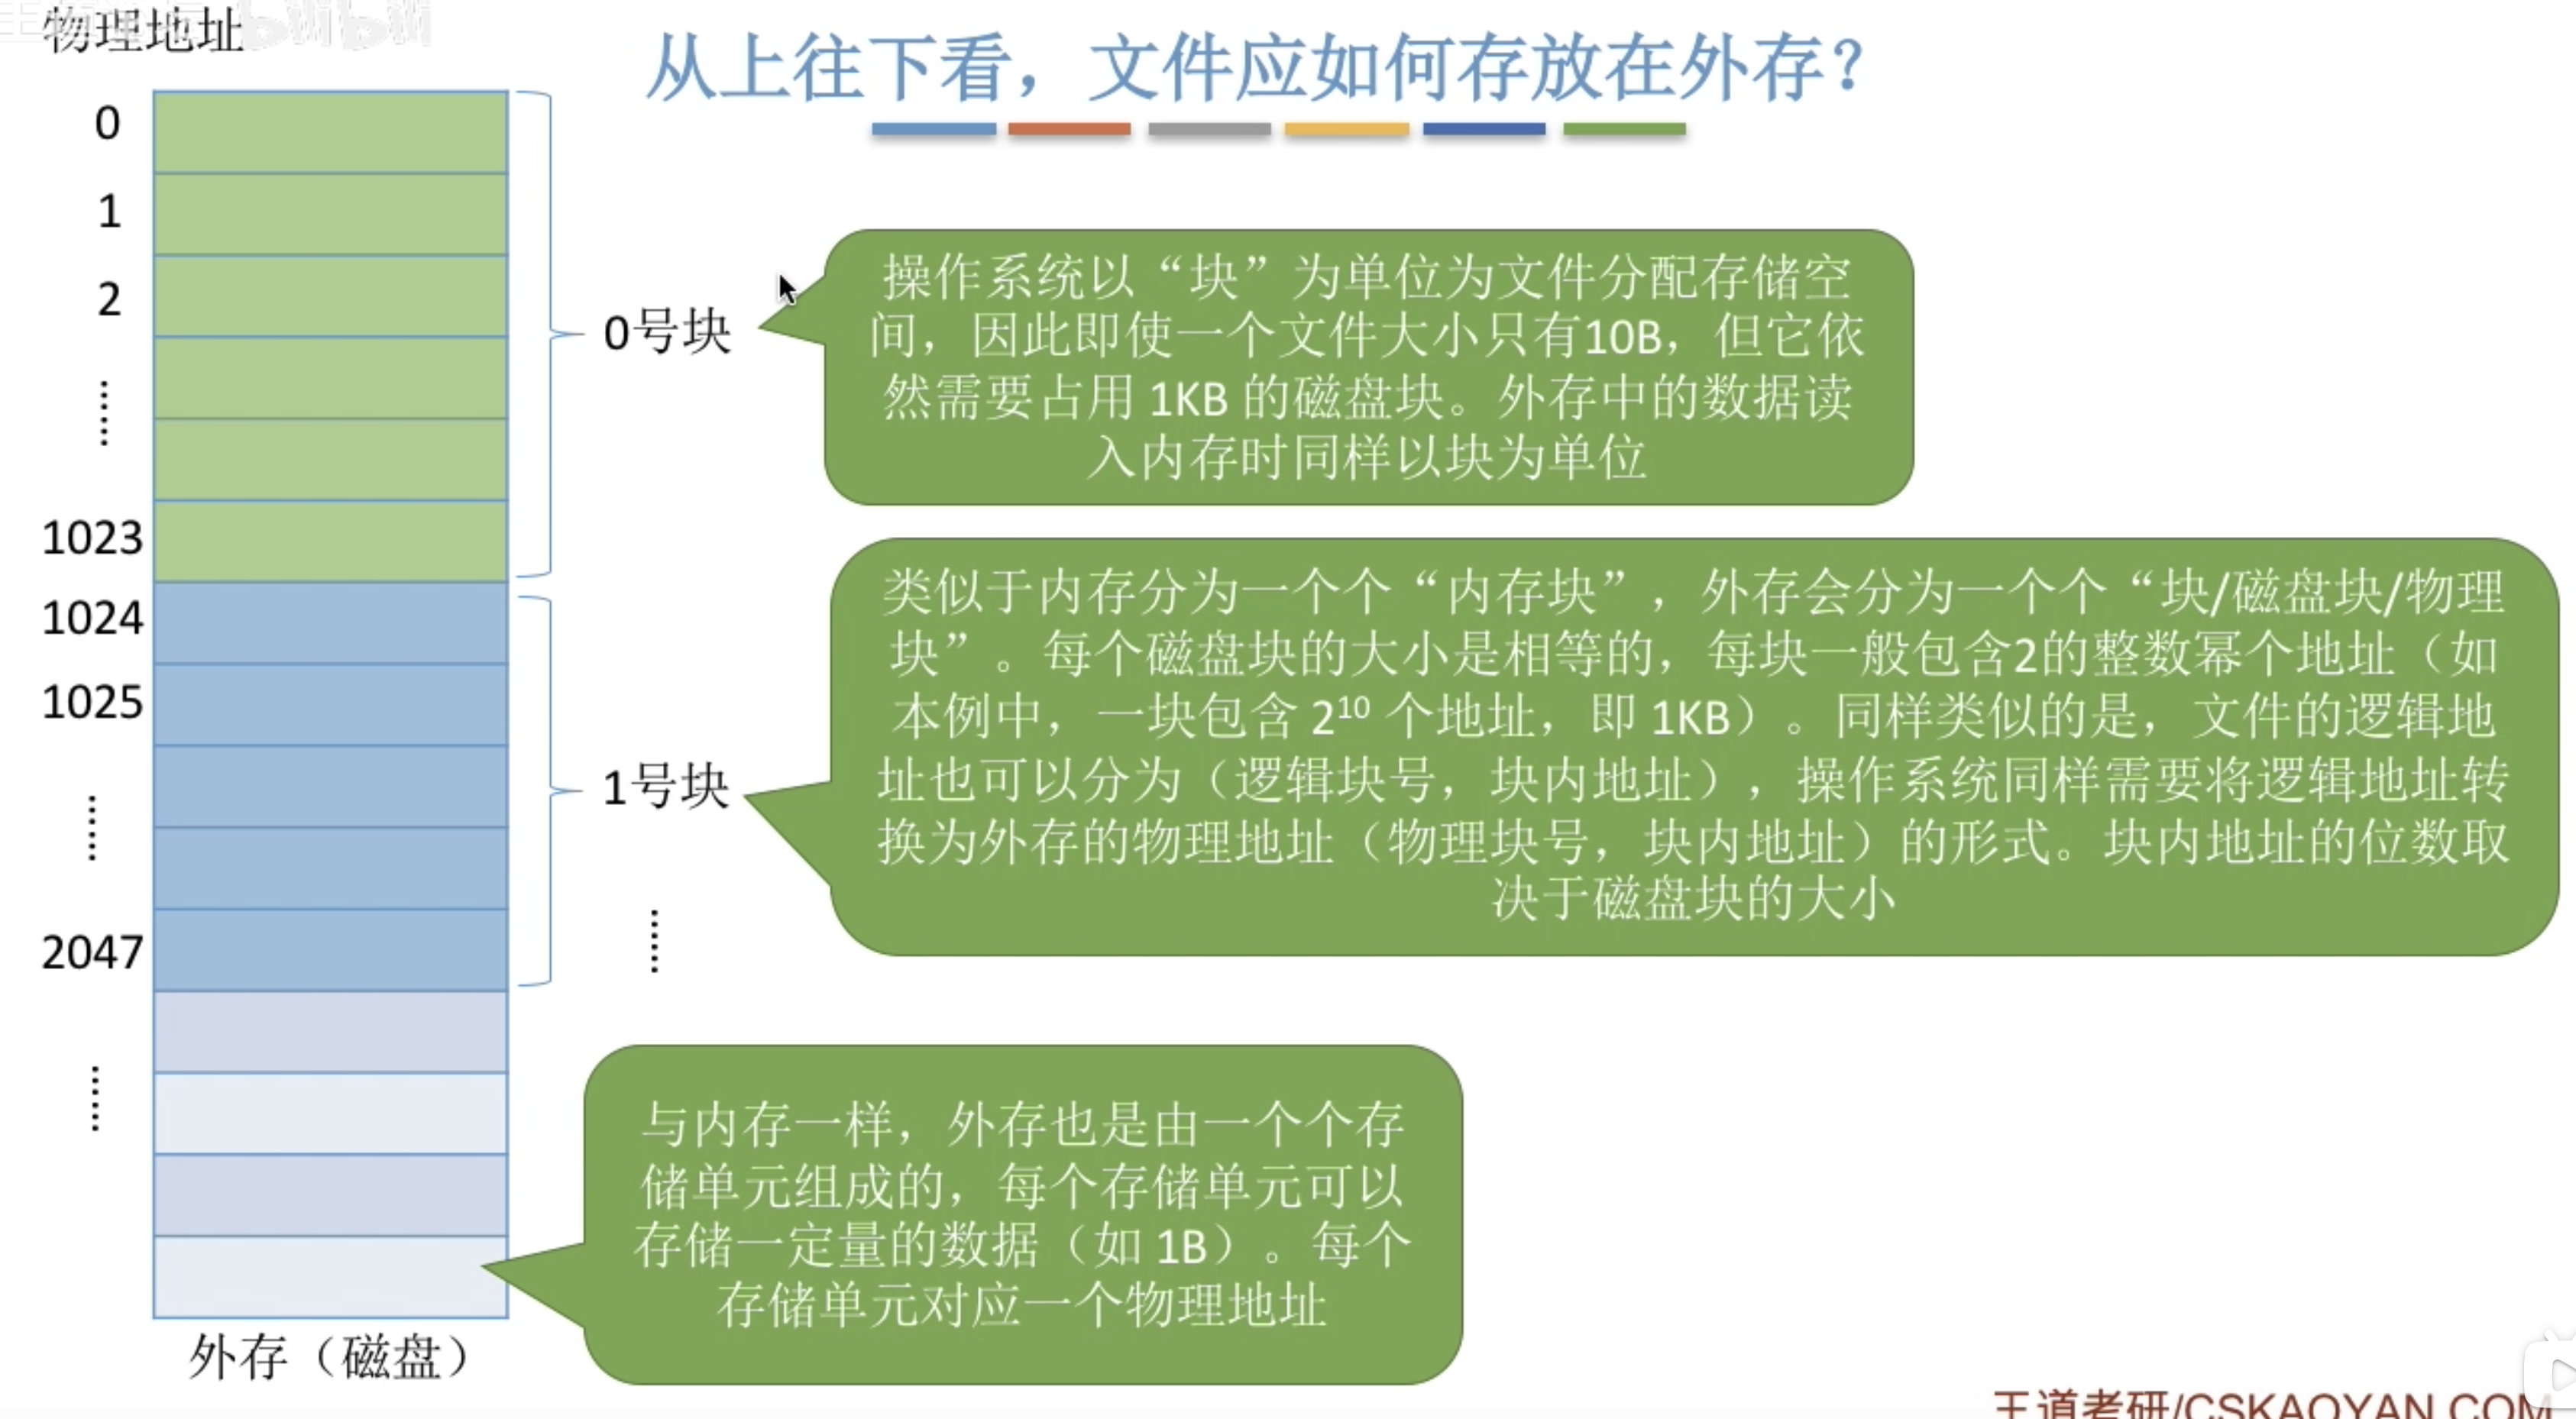 物理地址
bilibili
从上往下看，文件应如何存放在外存？
0
1
2
……
1023
1024
1025
……
2047
……
外存（磁盘）
0号块
1号块
……
操作系统以“块”为单位为文件分配存储空
间，因此即使一个文件大小只有10B，但它依
然需要占用 1KB 的磁盘块。外存中的数据读
入内存时同样以块为单位
类似于内存分为一个个“内存块”，外存会分为一个个“块/磁盘块/物理
块”。每个磁盘块的大小是相等的，每块一般包含2的整数幂个地址（如
本例中，一块包含 2¹⁰ 个地址，即 1KB）。同样类似的是，文件的逻辑地
址也可以分为（逻辑块号，块内地址），操作系统同样需要将逻辑地址转
换为外存的物理地址（物理块号，块内地址）的形式。块内地址的位数取
决于磁盘块的大小
与内存一样，外存也是由一个个存
储单元组成的，每个存储单元可以
存储一定量的数据（如 1B）。每个
存储单元对应一个物理地址
王道考研/CSKAOYAN.COM